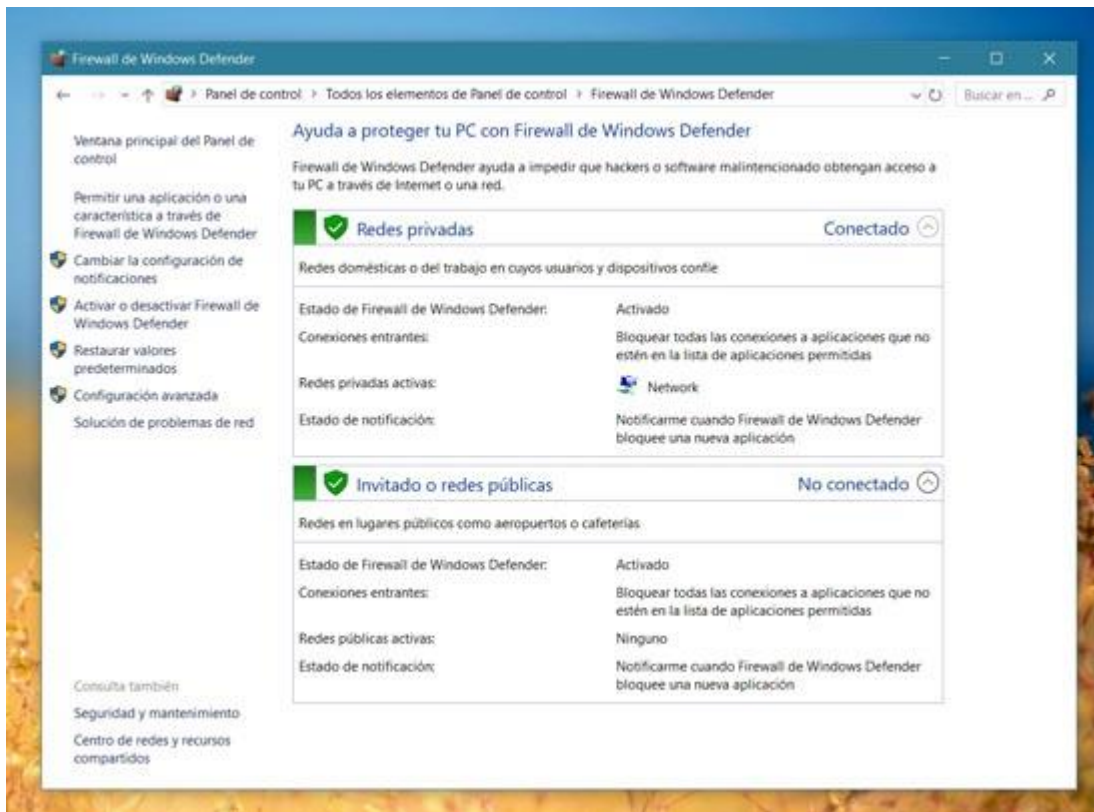 Firewall de Windows Defender
Panel de control > Todos los elementos de Panel de control > Firewall de Windows Defender
Buscar en ...
Ventana principal del Panel de
control
Permitir una aplicación o una
característica a través de
Firewall de Windows Defender
Cambiar la configuración de
notificaciones
Activar o desactivar Firewall de
Windows Defender
Restaurar valores
predeterminados
Configuración avanzada
Solución de problemas de red
Ayuda a proteger tu PC con Firewall de Windows Defender
Firewall de Windows Defender ayuda a impedir que hackers o software malintencionado obtengan acceso a
tu PC a través de Internet o una red.
Redes privadas Conectado
Redes domésticas o del trabajo en cuyos usuarios y dispositivos confíe
Estado de Firewall de Windows Defender: Activado
Conexiones entrantes: Bloquear todas las conexiones a aplicaciones que no
estén en la lista de aplicaciones permitidas
Redes privadas activas: Network
Estado de notificación: Notificarme cuando Firewall de Windows Defender
bloquee una nueva aplicación
Invitado o redes públicas No conectado
Redes en lugares públicos como aeropuertos o cafeterías
Estado de Firewall de Windows Defender: Activado
Conexiones entrantes: Bloquear todas las conexiones a aplicaciones que no
estén en la lista de aplicaciones permitidas
Redes públicas activas: Ninguno
Estado de notificación: Notificarme cuando Firewall de Windows Defender
bloquee una nueva aplicación
Consulta también
Seguridad y mantenimiento
Centro de redes y recursos
compartidos